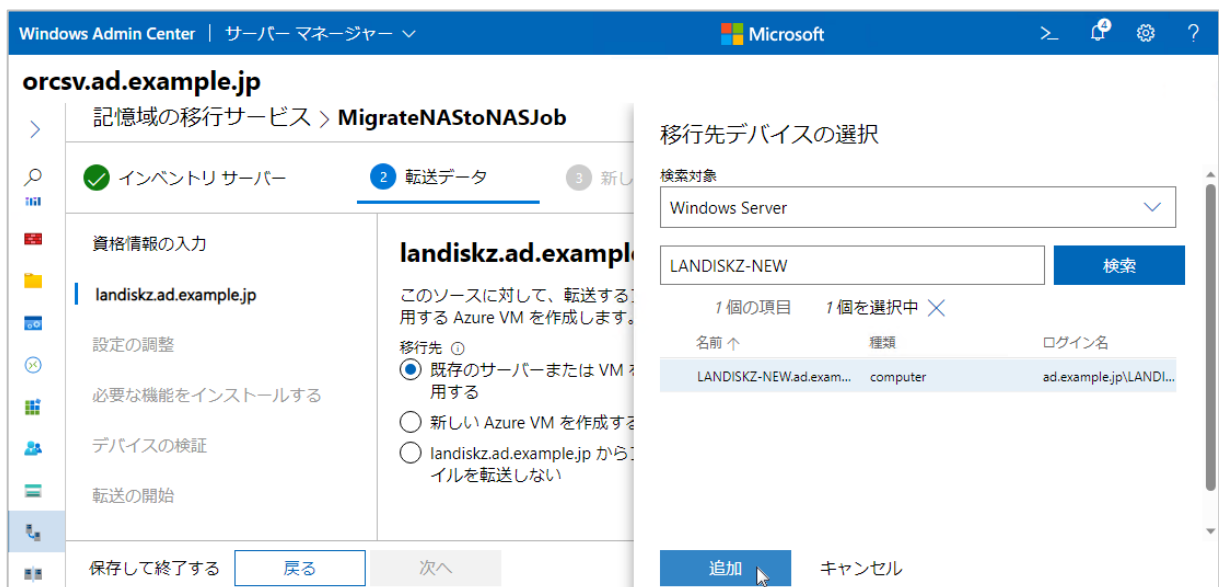 Windows Admin Center | サーバー マネージャー
Microsoft
4
?
orcsv.ad.example.jp
記憶域の移行サービス > MigrateNAStoNASJob
インベントリ サーバー
2 転送データ
3 新し
資格情報の入力
landiskz.ad.example.jp
設定の調整
必要な機能をインストールする
デバイスの検証
転送の開始
landiskz.ad.example
このソースに対して、転送する
用する Azure VM を作成します。
移行先
既存のサーバーまたは VM を
用する
新しい Azure VM を作成する
landiskz.ad.example.jp から
イルを転送しない
保存して終了する
戻る
次へ
移行先デバイスの選択
検索対象
Windows Server
LANDISKZ-NEW
検索
1 個の項目
1 個を選択中
名前
種類
ログイン名
LANDISKZ-NEW.ad.exam...
computer
ad.example.jp\LANDI...
追加
キャンセル